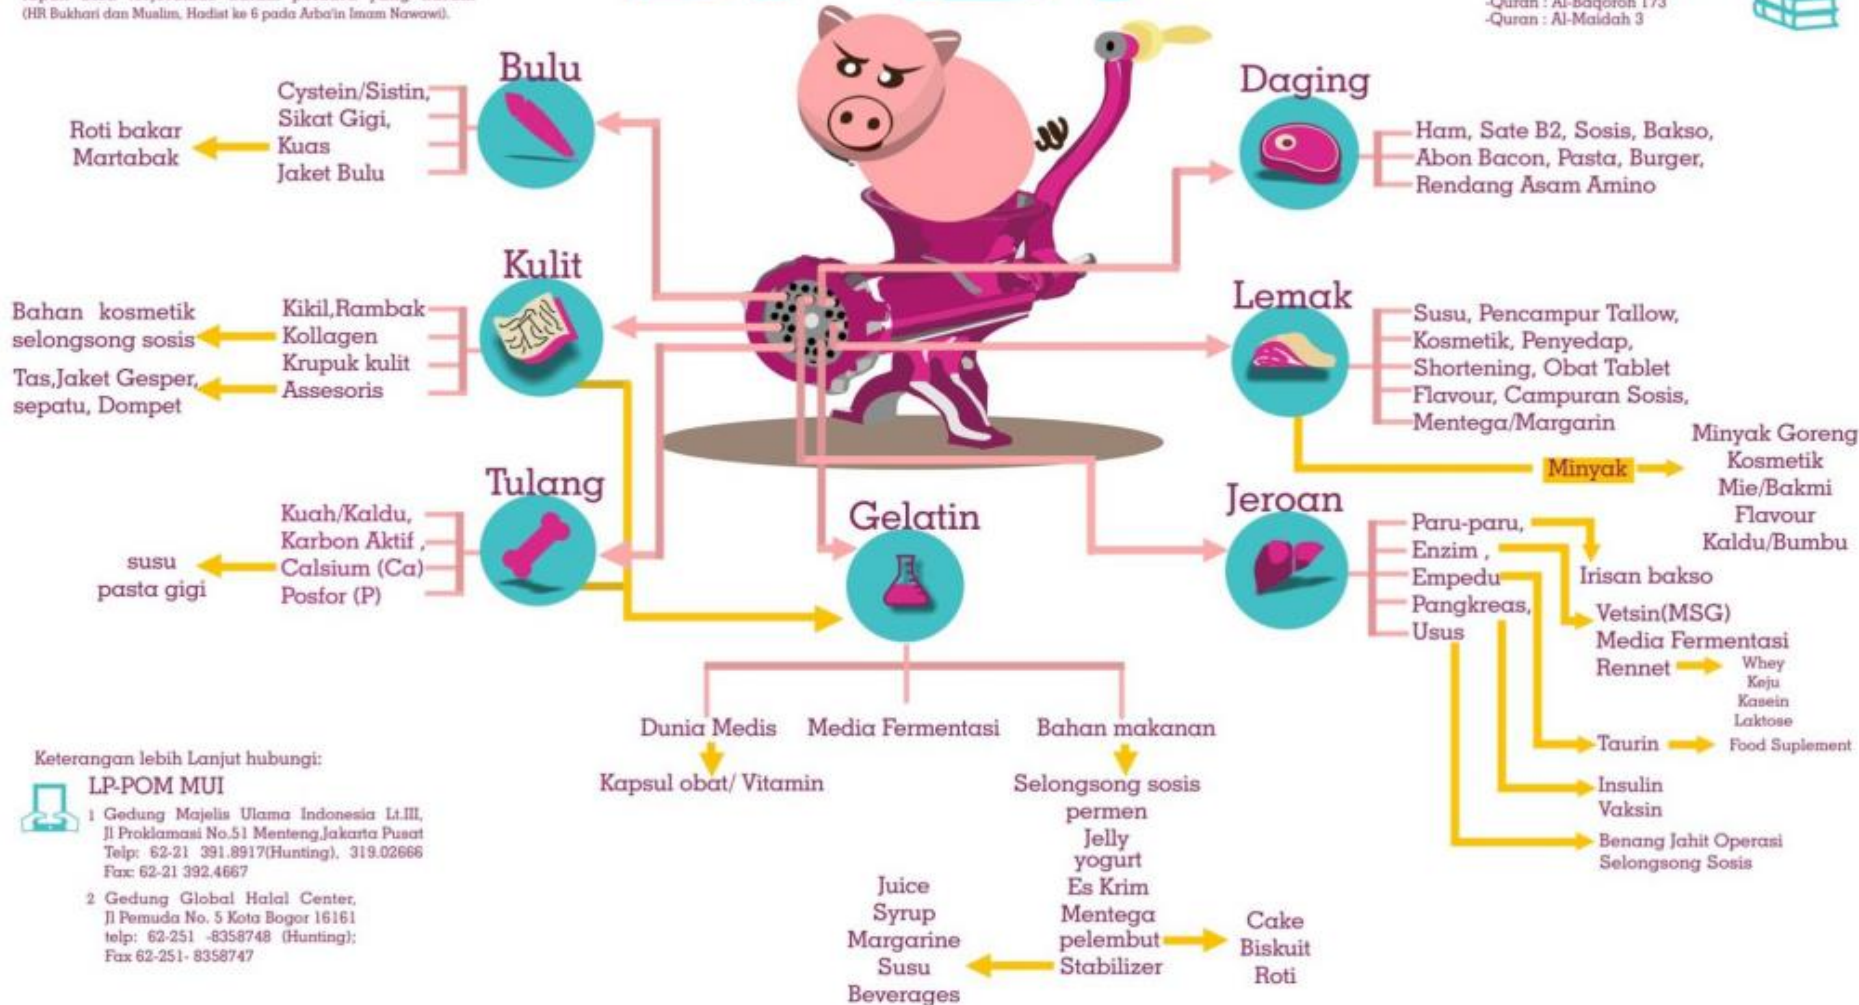 (HR Bukhari dan Muslim, Hadist ke 6 pada Arba'in Imam Nawawi).
-Quran : Al-Baqoroh 173
-Quran : Al-Maidah 3
Bulu
Cystein/Sistin,
Sikat Gigi,
Kuas
Jaket Bulu
Roti bakar
Martabak
Kulit
Kikil,Rambak
Kollagen
Krupuk kulit
Assesoris
Bahan kosmetik
selongsong sosis
Tas,Jaket Gesper,
sepatu, Dompet
Tulang
Kuah/Kaldu,
Karbon Aktif ,
Calsium (Ca)
Posfor (P)
susu
pasta gigi
Daging
Ham, Sate B2, Sosis, Bakso,
Abon Bacon, Pasta, Burger,
Rendang Asam Amino
Lemak
Susu, Pencampur Tallow,
Kosmetik, Penyedap,
Shortening, Obat Tablet
Flavour, Campuran Sosis,
Mentega/Margarin
Minyak
Minyak Goreng
Kosmetik
Mie/Bakmi
Flavour
Kaldu/Bumbu
Jeroan
Paru-paru,
Enzim ,
Empedu
Pangkreas,
Usus
Irisan bakso
Vetsin(MSG)
Media Fermentasi
Rennet
Whey
Keju
Kasein
Laktose
Taurin
Food Suplement
Insulin
Vaksin
Benang Jahit Operasi
Selongsong Sosis
Gelatin
Dunia Medis
Kapsul obat/ Vitamin
Media Fermentasi
Bahan makanan
Selongsong sosis
permen
Jelly
yogurt
Es Krim
Mentega
pelembut
Stabilizer
Cake
Biskuit
Roti
Juice
Syrup
Margarine
Susu
Beverages
Keterangan lebih Lanjut hubungi:
LP-POM MUI
1 Gedung Majelis Ulama Indonesia Lt.III,
Jl Proklamasi No.51 Menteng,Jakarta Pusat
Telp: 62-21 391.8917(Hunting), 319.02666
Fax: 62-21 392.4667
2 Gedung Global Halal Center,
Jl Pemuda No. 5 Kota Bogor 16161
telp: 62-251 -8358748 (Hunting);
Fax 62-251- 8358747